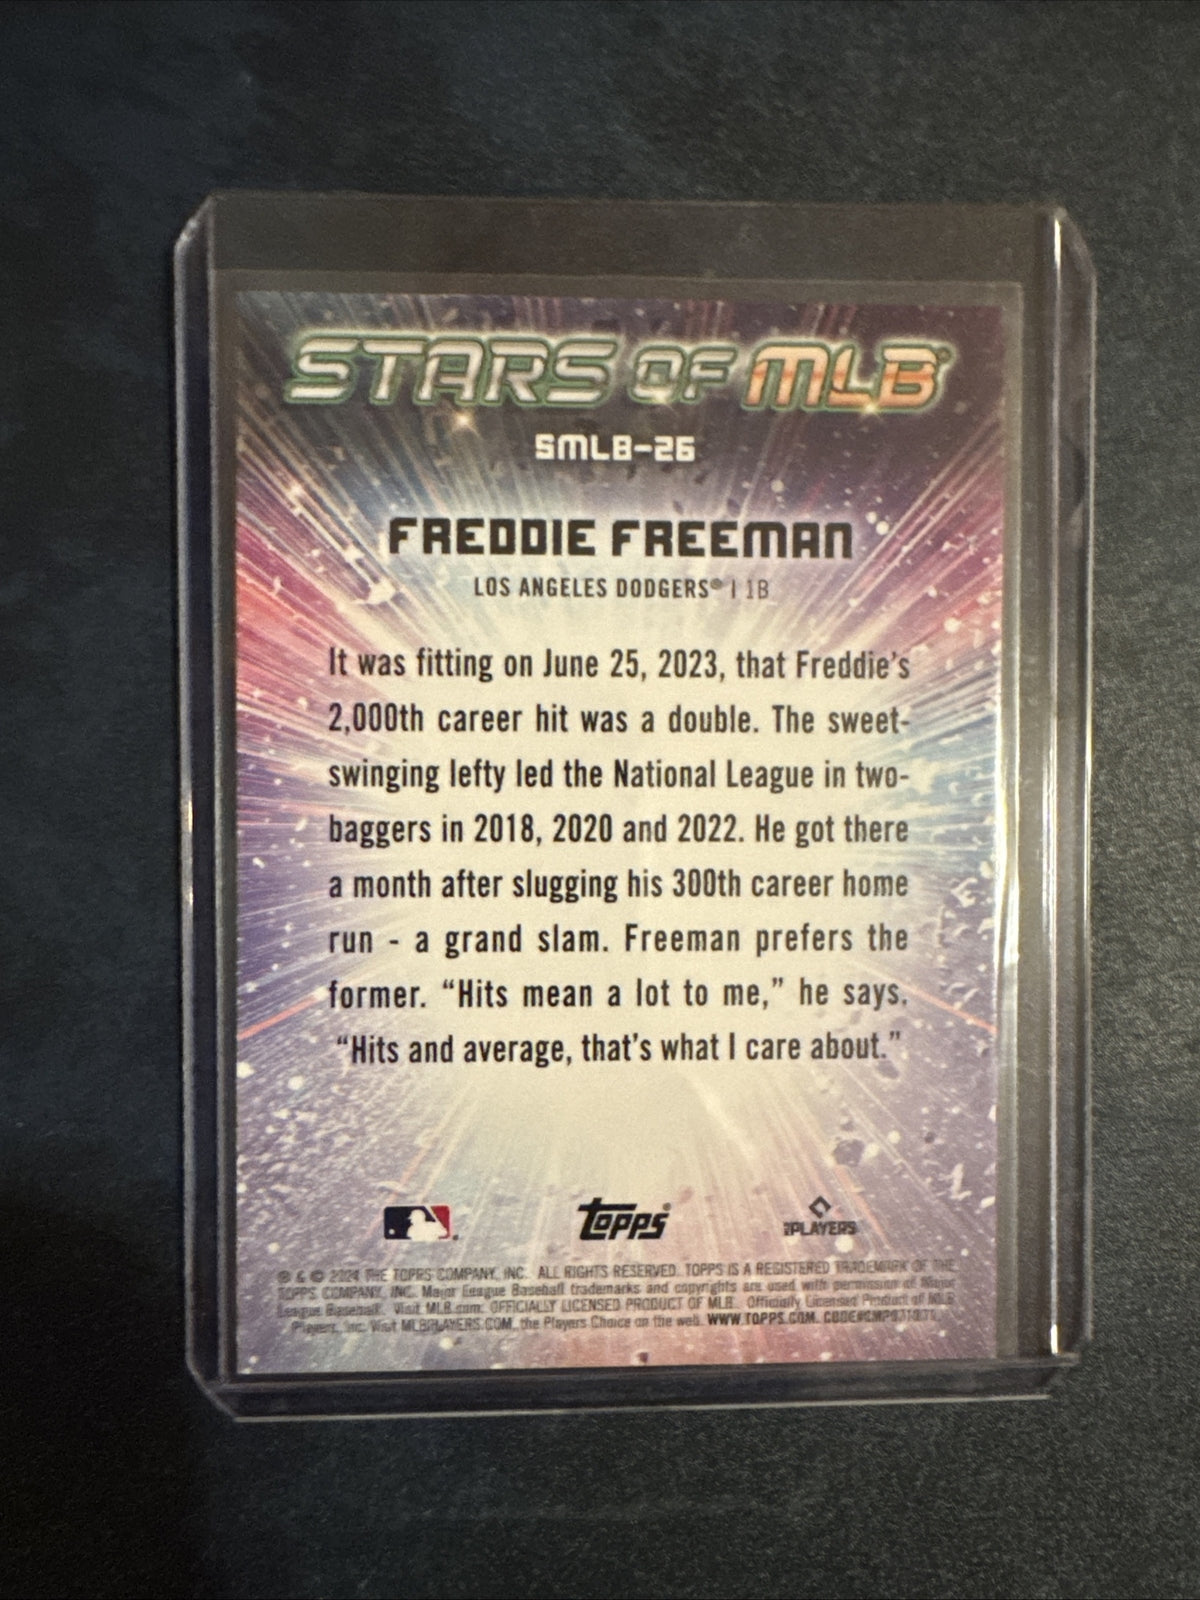 STARS OF MLB®
SMLB-26
FREDDIE FREEMAN
LOS ANGELES DODGERS® | 1B
It was fitting on June 25, 2023, that Freddie's
2,000th career hit was a double. The sweet-
swinging lefty led the National League in two-
baggers in 2018, 2020 and 2022. He got there
a month after slugging his 300th career home
run - a grand slam. Freeman prefers the
former. “Hits mean a lot to me,” he says.
“Hits and average, that's what I care about.”
topps®
PLAYERS
® & © 2024 THE TOPPS COMPANY, INC. ALL RIGHTS RESERVED. TOPPS IS A REGISTERED TRADEMARK OF THE
TOPPS COMPANY, INC. Major League Baseball trademarks and copyrights are used with permission of Major
League Baseball. Visit MLB.com. OFFICIALLY LICENSED PRODUCT OF MLB Officially Licensed Product of MLB
Players, Inc. Visit MLBPLAYERS.COM, the Players Choice on the web. WWW.TOPPS.COM.